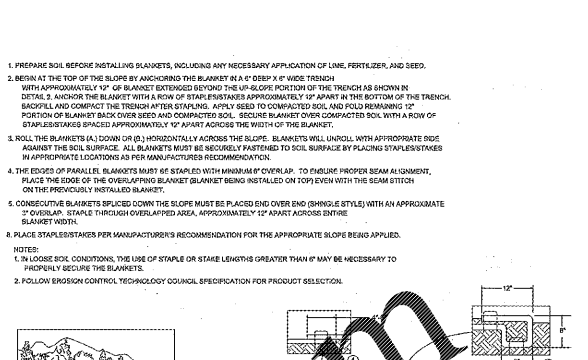 1. PREPARE SOIL BEFORE INSTALLING BLANKETS, INCLUDING ANY NECESSARY APPLICATION OF LIME, FERTILIZER, AND SEED.
2. BEGIN AT THE TOP OF THE SLOPE BY ANCHORING THE BLANKET IN A 6" DEEP X 6" WIDE TRENCH
WITH APPROXIMATELY 12" OF BLANKET EXTENDED BEYOND THE UP-SLOPE PORTION OF THE TRENCH AS SHOWN IN
DETAIL 2. ANCHOR THE BLANKET WITH A ROW OF STAPLES/STAKES APPROXIMATELY 12" APART IN THE BOTTOM OF THE TRENCH.
BACKFILL AND COMPACT THE TRENCH AFTER STAPLING. APPLY SEED TO COMPACTED SOIL AND FOLD REMAINING 12"
PORTION OF BLANKET BACK OVER SEED AND COMPACTED SOIL. SECURE BLANKET OVER COMPACTED SOIL WITH A ROW OF
STAPLES/STAKES SPACED APPROXIMATELY 12" APART ACROSS THE WIDTH OF THE BLANKET.
3. ROLL THE BLANKETS (A.) DOWN OR (B.) HORIZONTALLY ACROSS THE SLOPE. BLANKETS WILL UNROLL WITH APPROPRIATE SIDE
AGAINST THE SOIL SURFACE. ALL BLANKETS MUST BE SECURELY FASTENED TO SOIL SURFACE BY PLACING STAPLES/STAKES
IN APPROPRIATE LOCATIONS AS PER MANUFACTURES RECOMMENDATION.
4. THE EDGES OF PARALLEL BLANKETS MUST BE STAPLED WITH MINIMUM 6" OVERLAP. TO ENSURE PROPER SEAM ALIGNMENT,
PLACE THE EDGE OF THE OVERLAPPING BLANKET (BLANKET BEING INSTALLED ON TOP) EVEN WITH THE SEAM STITCH
ON THE PREVIOUSLY INSTALLED BLANKET.
5. CONSECUTIVE BLANKETS SPLICED DOWN THE SLOPE MUST BE PLACED END OVER END (SHINGLE STYLE) WITH AN APPROXIMATE
3" OVERLAP. STAPLE THROUGH OVERLAPPED AREA, APPROXIMATELY 12" APART ACROSS ENTIRE
BLANKET WIDTH.
6. PLACE STAPLES/STAKES PER MANUFACTURER'S RECOMMENDATION FOR THE APPROPRIATE SLOPE BEING APPLIED.
NOTES:
1. IN LOOSE SOIL CONDITIONS, THE USE OF STAPLE OR STAKE LENGTHS GREATER THAN 6" MAY BE NECESSARY TO
PROPERLY SECURE THE BLANKETS.
2. FOLLOW EROSION CONTROL TECHNOLOGY COUNCIL SPECIFICATION FOR PRODUCT SELECTION.
12"
6"